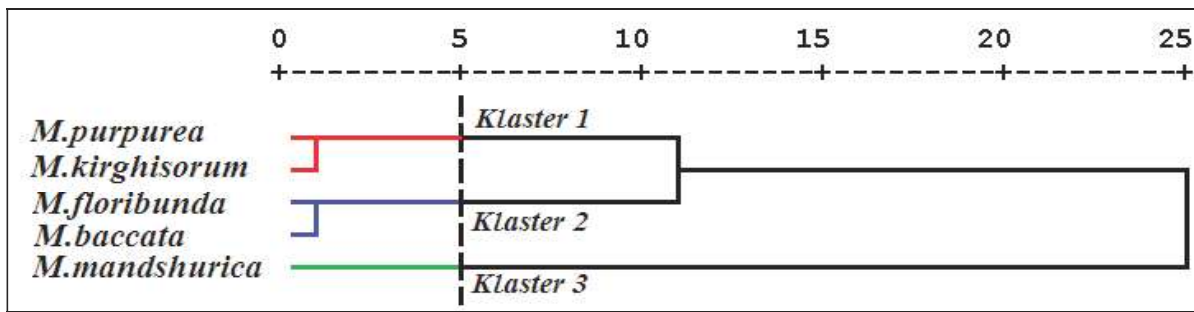 0 5 10 15 20 25
Klaster 1
M.purpurea
M.kirghisorum
M.floribunda
Klaster 2
M.baccata
M.mandshurica
Klaster 3